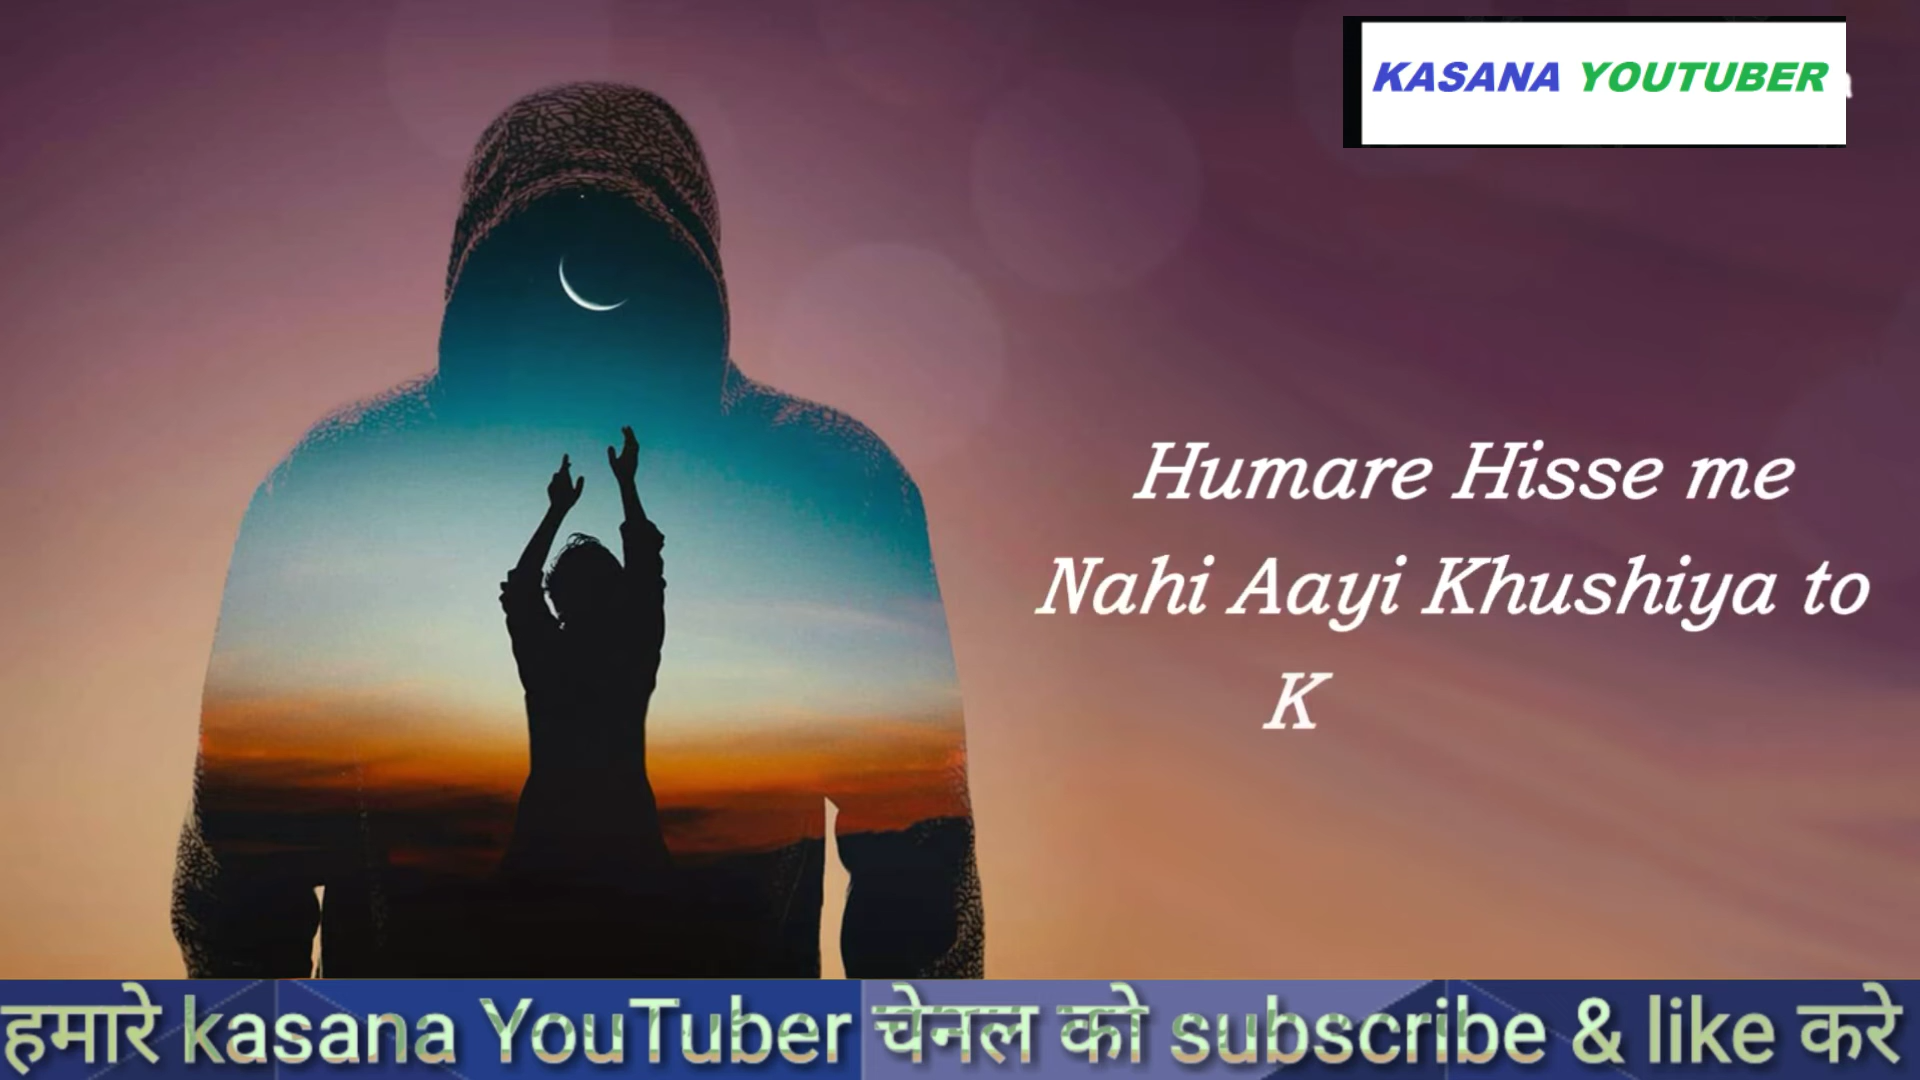 KASANA YOUTUBER
Humare Hisse me
Nahi Aayi Khushiya to
K
हमारे kasana YouTuber चेनल को subscribe & like करे